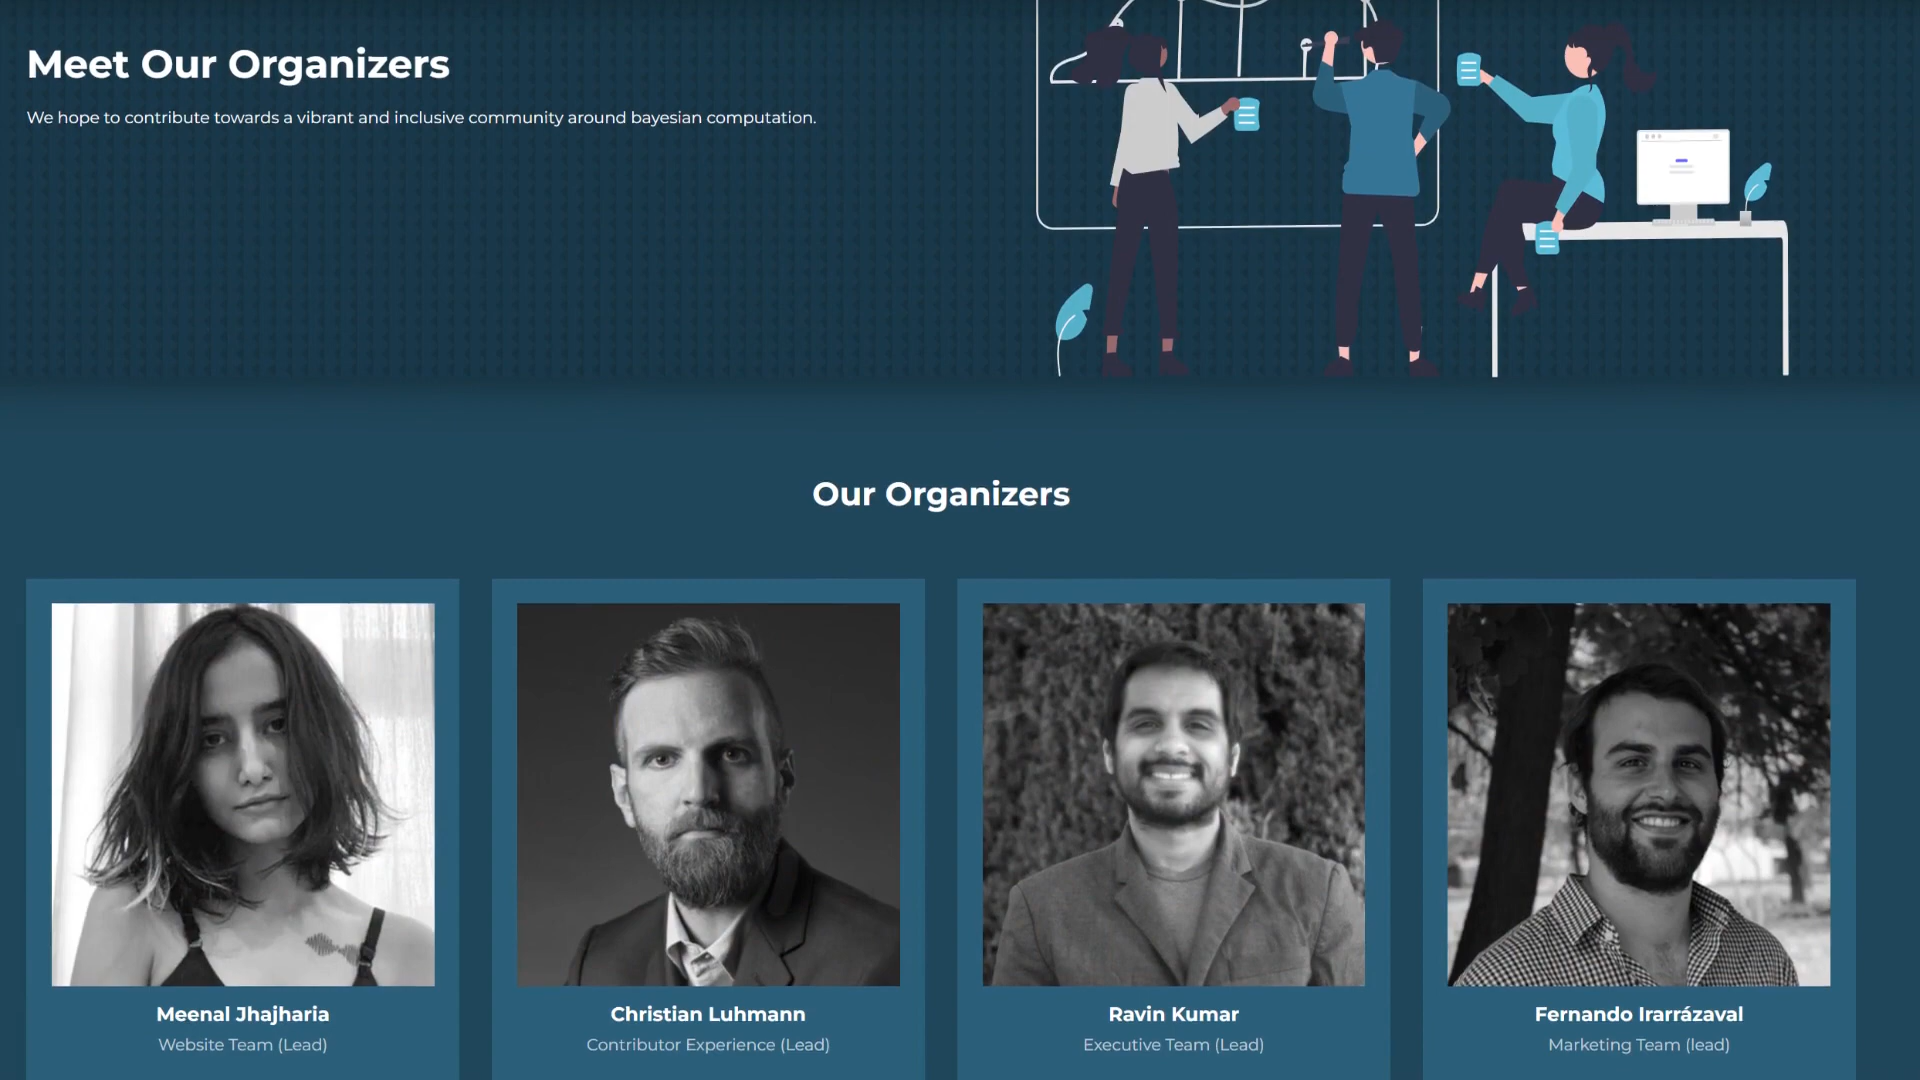 Meet Our Organizers
We hope to contribute towards a vibrant and inclusive community around bayesian computation.
Our Organizers
Meenal Jhajharia
Website Team (Lead)
Christian Luhmann
Contributor Experience (Lead)
Ravin Kumar
Executive Team (Lead)
Fernando Irarrázaval
Marketing Team (lead)